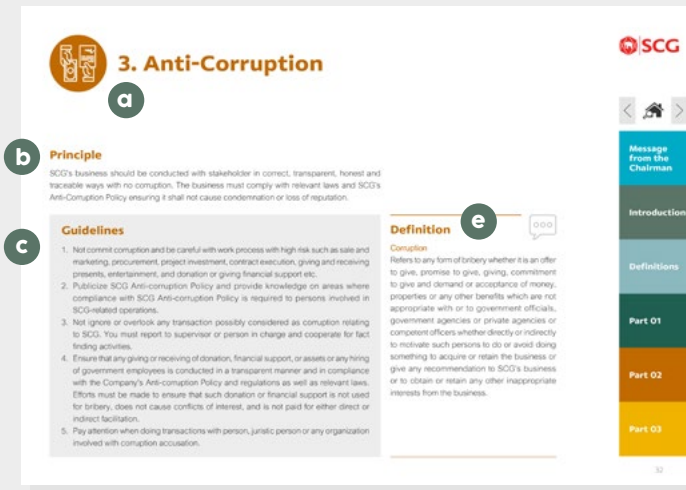 3. Anti-Corruption
a
SCG
b
Principle
SCG's business should be conducted with stakeholder in correct, transparent, honest and
traceable ways with no corruption. The business must comply with relevant laws and SCG's
Anti-Corruption Policy ensuring it shall not cause condemnation or loss of reputation.
c
Guidelines
1. Not commit corruption and be careful with work process with high risk such as sale and
marketing, procurement, project investment, contract execution, giving and receiving
presents, entertainment, and donation or giving financial support etc.
2. Publicize SCG Anti-corruption Policy and provide knowledge on areas where
compliance with SCG Anti-corruption Policy is required to persons involved in
SCG-related operations.
3. Not ignore or overlook any transaction possibly considered as corruption relating
to SCG. You must report to supervisor or person in charge and cooperate for fact
finding activities.
4. Ensure that any giving or receiving of donation, financial support, or assets or any hiring
of government employees is conducted in a transparent manner and in compliance
with the Company's Anti-corruption Policy and regulations as well as relevant laws.
Efforts must be made to ensure that such donation or financial support is not used
for bribery, does not cause conflicts of interest, and is not paid for either direct or
indirect facilitation.
5. Pay attention when doing transactions with person, juristic person or any organization
involved with corruption accusation.
Definition
e
Corruption
Refers to any form of bribery whether it is an offer
to give, promise to give, giving, commitment
to give and demand or acceptance of money,
properties or any other benefits which are not
appropriate with or to government officials,
government agencies or private agencies or
competent officers whether directly or indirectly
to motivate such persons to do or avoid doing
something to acquire or retain the business or
give any recommendation to SCG's business
or to obtain or retain any other inappropriate
interests from the business.
Message
from the
Chairman
Introduction
Definitions
Part 01
Part 02
Part 03
32